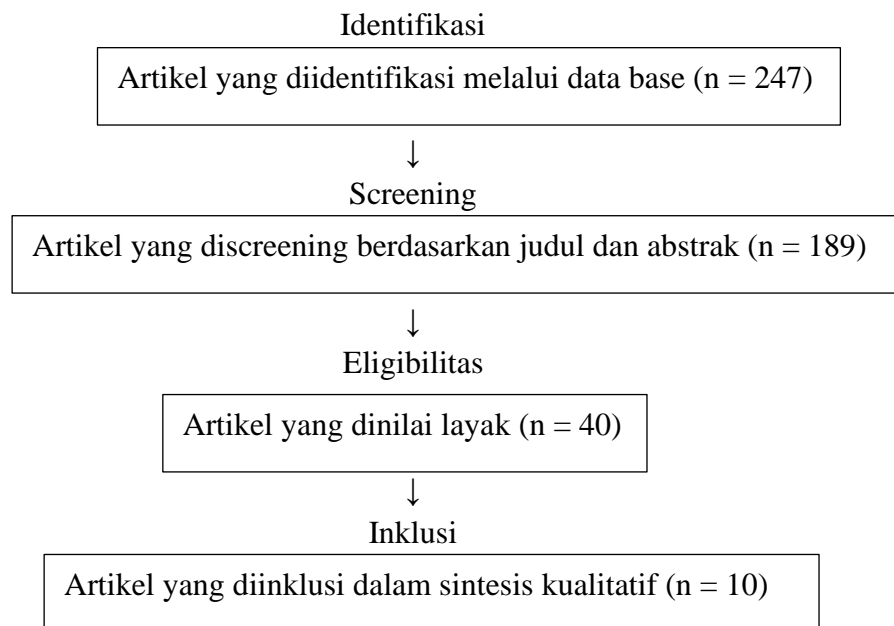 Identifikasi
Artikel yang diidentifikasi melalui data base (n = 247)
↓
Screening
Artikel yang discreening berdasarkan judul dan abstrak (n = 189)
↓
Eligibilitas
Artikel yang dinilai layak (n = 40)
↓
Inklusi
Artikel yang diinklusi dalam sintesis kualitatif (n = 10)